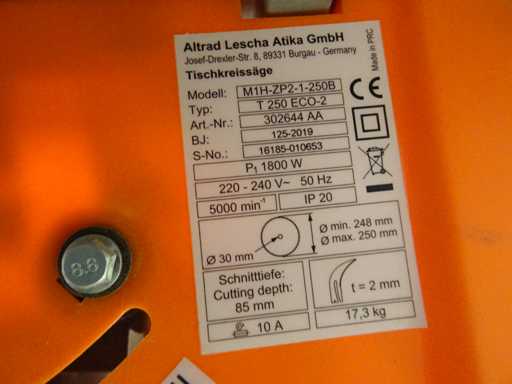 Altrad Lescha Atika GmbH
Josef-Drexler-Str. 8, 89331 Burgau - Germany
Made in PRC
Tischkreissäge
Modell: M1H-ZP2-1-250B
Typ: T 250 ECO-2
Art.-Nr.: 302644 AA
BJ: 125-2019
S-No.: 16185-010653
CE
P1 1800 W
220 - 240 V~ 50 Hz
5000 min-1 IP 20
Ø 30 mm
Ø min. 248 mm
Ø max. 250 mm
Schnitttiefe:
Cutting depth:
85 mm
t = 2 mm
10 A
17,3 kg
8.8